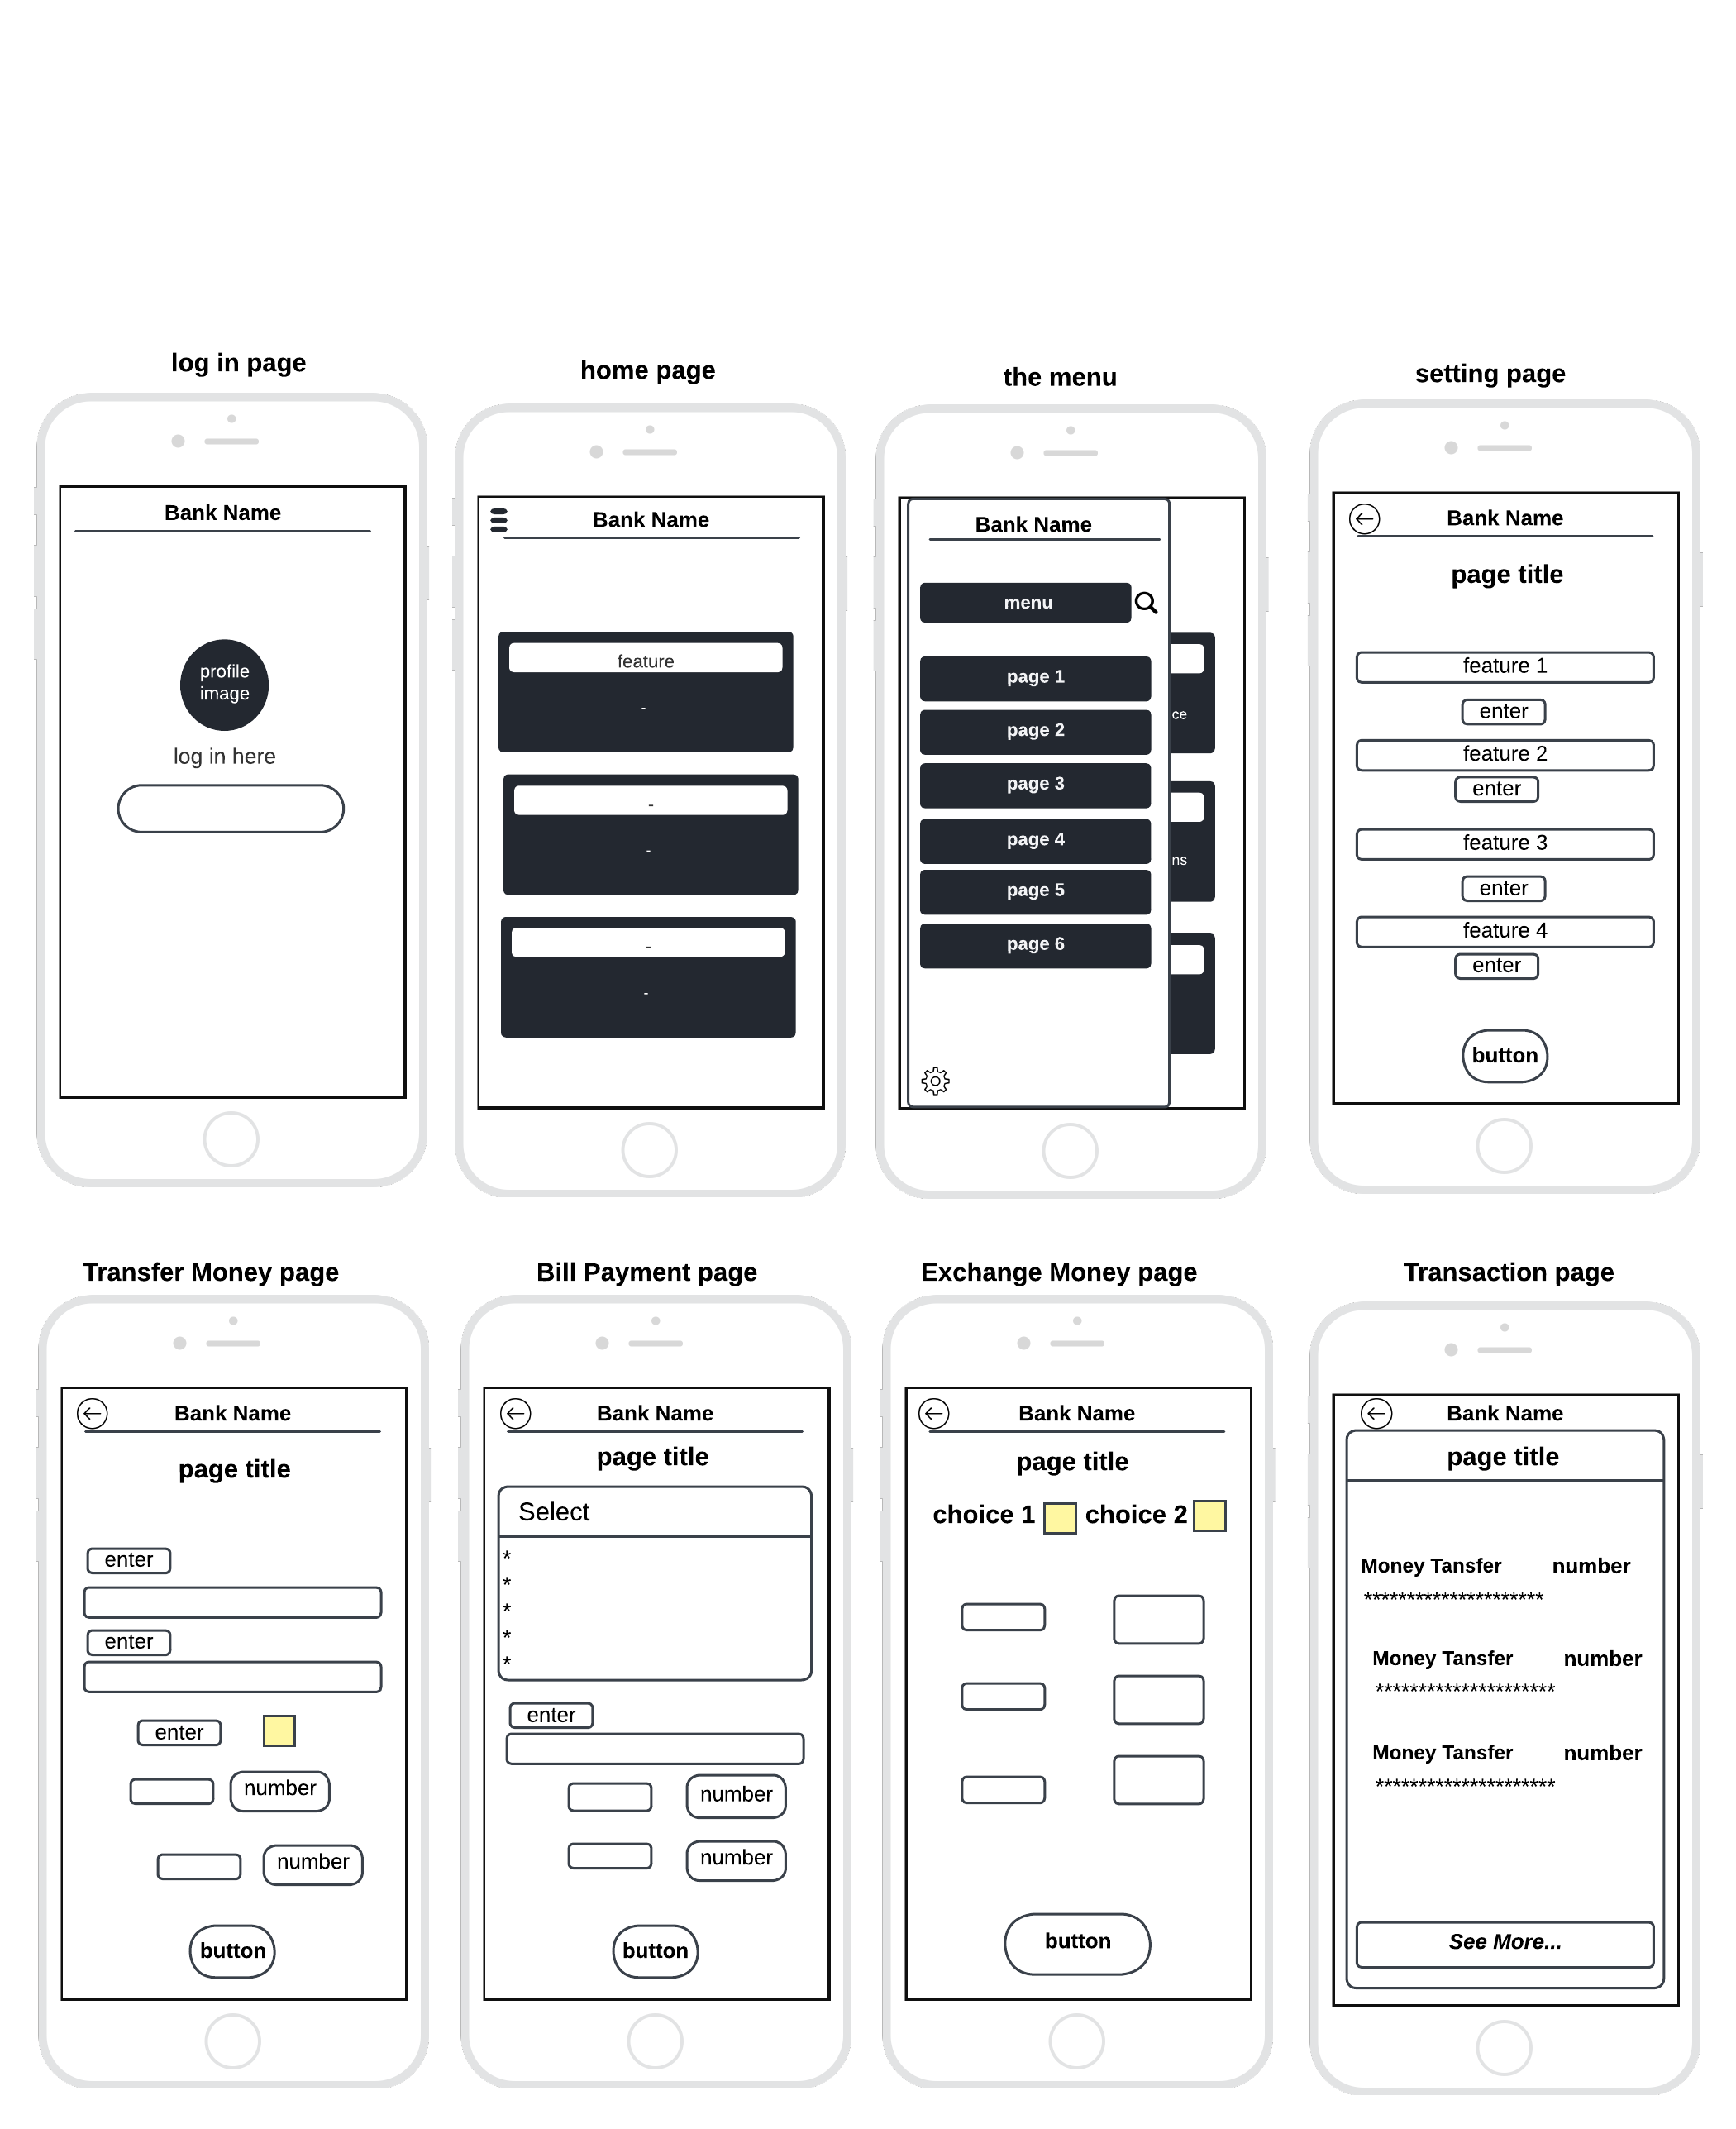 log in page
Bank Name
profile
image
log in here
home page
Bank Name
feature
-
-
-
-
-
the menu
Bank Name
menu
page 1
page 2
page 3
page 4
page 5
page 6
ce
ns
setting page
Bank Name
page title
feature 1
enter
feature 2
enter
feature 3
enter
feature 4
enter
button
Transfer Money page
Bank Name
page title
enter
enter
enter
number
number
button
Bill Payment page
Bank Name
page title
Select
*
*
*
*
*
enter
number
number
button
Exchange Money page
Bank Name
page title
choice 1 choice 2
button
Transaction page
Bank Name
page title
Money Tansfer number
*********************
Money Tansfer number
*********************
Money Tansfer number
*********************
See More...